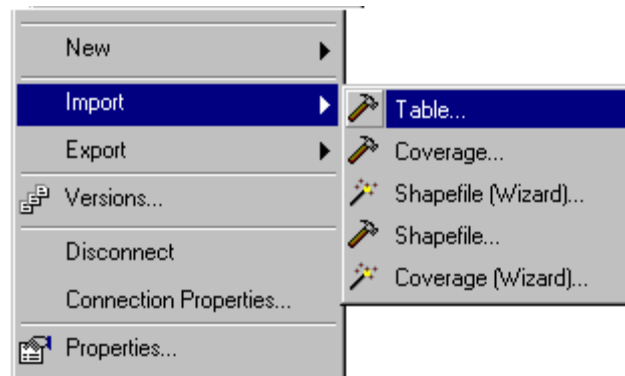 New
Import
Export
Versions...
Disconnect
Connection Properties...
Properties...
Table...
Coverage...
Shapefile (Wizard)...
Shapefile...
Coverage (Wizard)...